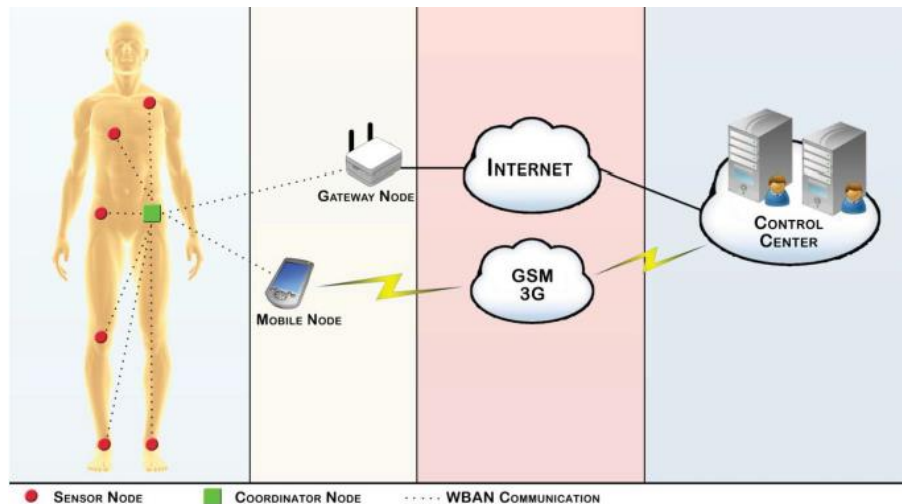 INTERNET
GATEWAY NODE
CONTROL
CENTER
GSM
3G
MOBILE NODE
SENSOR NODE
COORDINATOR NODE
WBAN COMMUNICATION